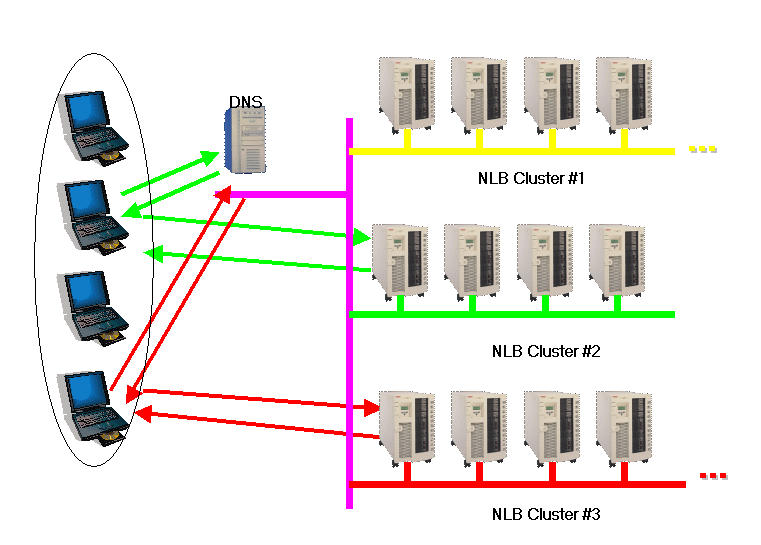 DNS
NLB Cluster #1
NLB Cluster #2
NLB Cluster #3